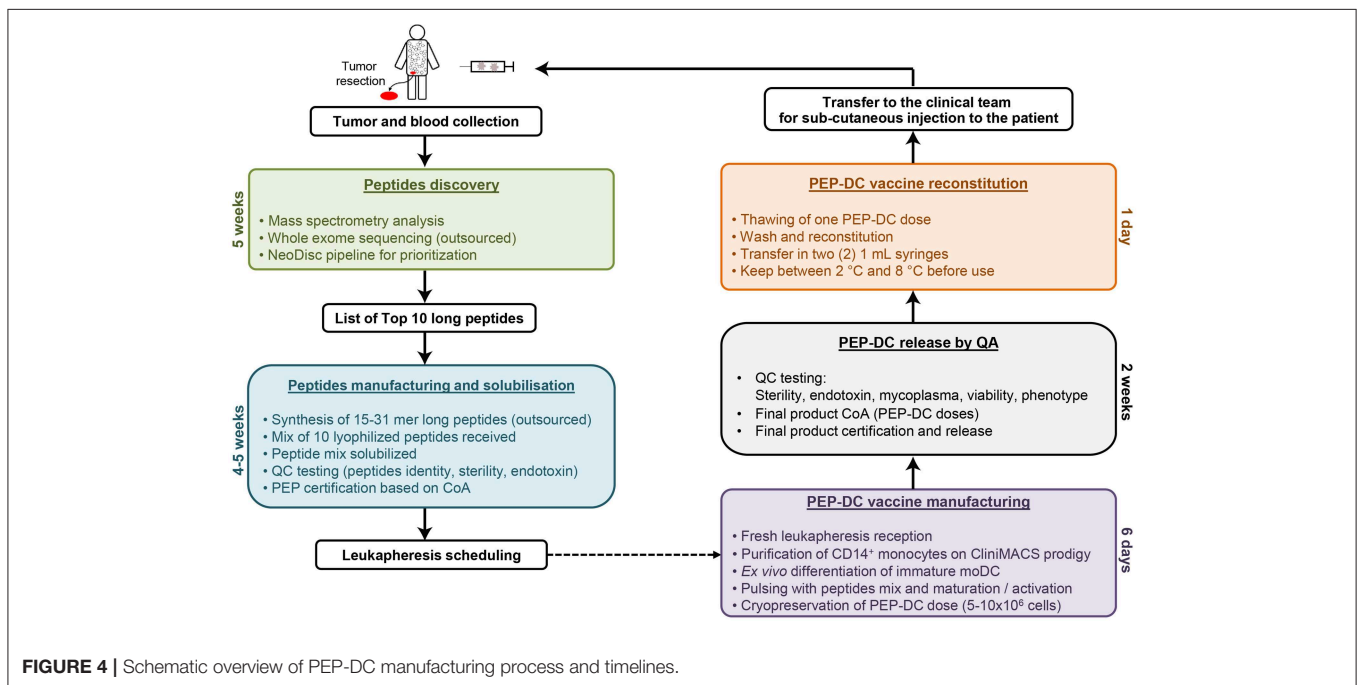 Tumor
resection
Tumor and blood collection
5 weeks
Peptides discovery
• Mass spectrometry analysis
• Whole exome sequencing (outsourced)
• NeoDisc pipeline for prioritization
List of Top 10 long peptides
4-5 weeks
Peptides manufacturing and solubilisation
• Synthesis of 15-31 mer long peptides (outsourced)
• Mix of 10 lyophilized peptides received
• Peptide mix solubilized
• QC testing (peptides identity, sterility, endotoxin)
• PEP certification based on CoA
Leukapheresis scheduling
PEP-DC vaccine manufacturing
• Fresh leukapheresis reception
• Purification of CD14⁺ monocytes on CliniMACS prodigy
• Ex vivo differentiation of immature moDC
• Pulsing with peptides mix and maturation / activation
• Cryopreservation of PEP-DC dose (5-10x10⁶ cells)
6 days
PEP-DC release by QA
• QC testing:
Sterility, endotoxin, mycoplasma, viability, phenotype
• Final product CoA (PEP-DC doses)
• Final product certification and release
2 weeks
PEP-DC vaccine reconstitution
• Thawing of one PEP-DC dose
• Wash and reconstitution
• Transfer in two (2) 1 mL syringes
• Keep between 2 °C and 8 °C before use
1 day
Transfer to the clinical team
for sub-cutaneous injection to the patient
FIGURE 4 | Schematic overview of PEP-DC manufacturing process and timelines.